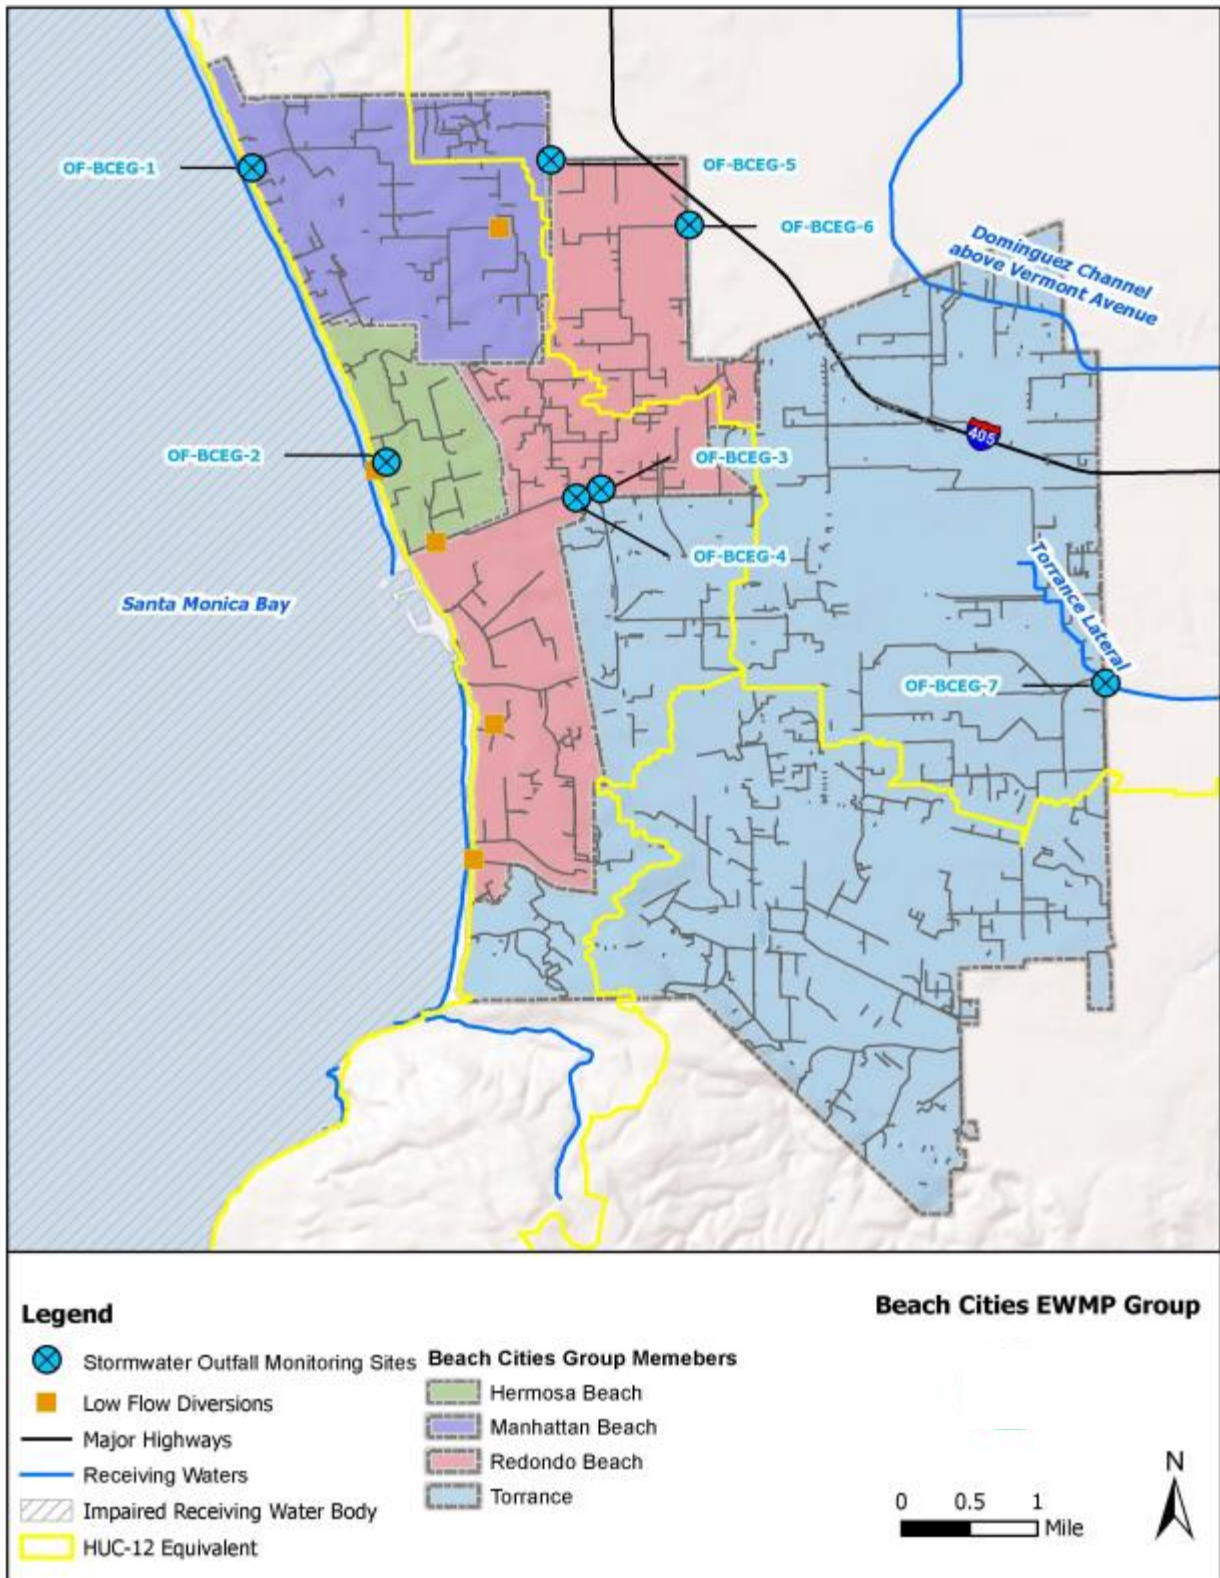 OF-BCEG-1
OF-BCEG-5
OF-BCEG-6
Dominguez Channel
above Vermont Avenue
405
OF-BCEG-2
OF-BCEG-3
OF-BCEG-4
Santa Monica Bay
Torrance Lateral
OF-BCEG-7
Legend
Stormwater Outfall Monitoring Sites
Low Flow Diversions
Major Highways
Receiving Waters
Impaired Receiving Water Body
HUC-12 Equivalent
Beach Cities Group Memebers
Hermosa Beach
Manhattan Beach
Redondo Beach
Torrance
Beach Cities EWMP Group
N
0 0.5 1
Mile